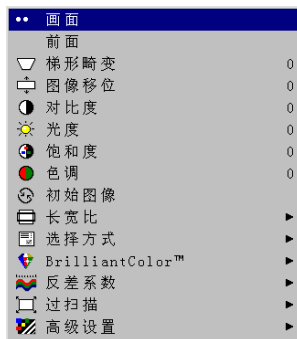 画面
前面
梯形畸变 0
图像移位 0
对比度 0
光度 0
饱和度 0
色调 0
初始图像
长宽比
选择方式
BrilliantColor™
反差系数
过扫描
高级设置